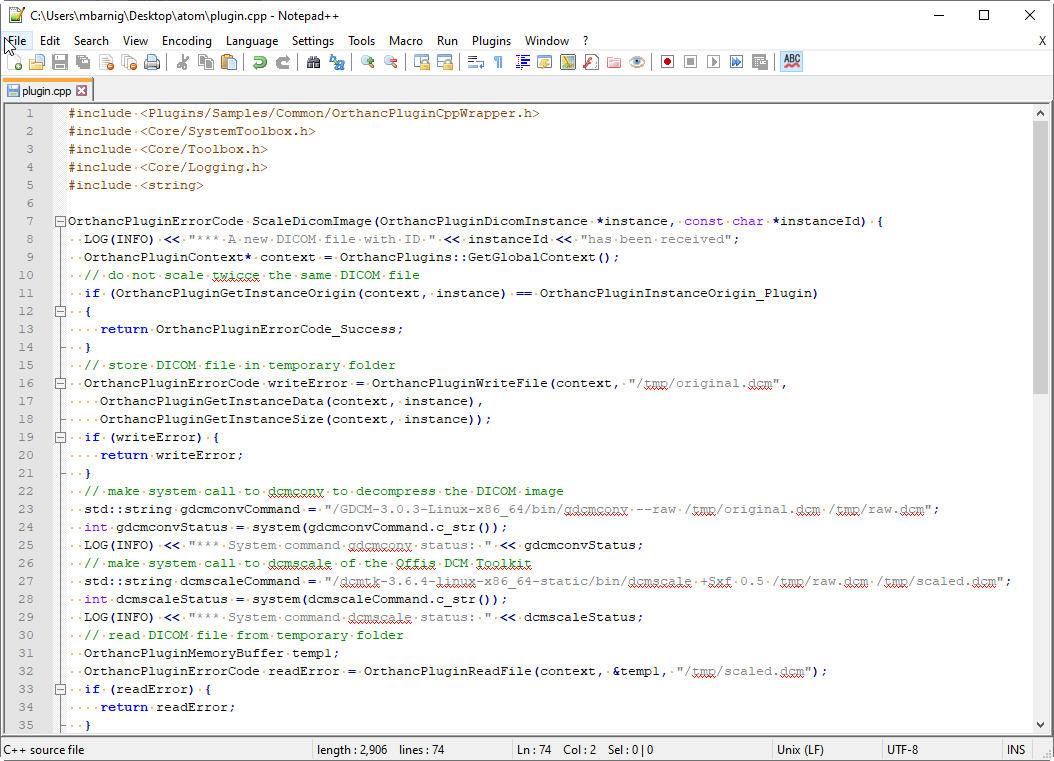 C:\Users\mbarnig\Desktop\atom\plugin.cpp - Notepad++
File Edit Search View Encoding Language Settings Tools Macro Run Plugins Window ? X
ABC
plugin.cpp
1 #include <Plugins/Samples/Common/OrthancPluginCppWrapper.h>
2 #include <Core/SystemToolbox.h>
3 #include <Core/Toolbox.h>
4 #include <Core/Logging.h>
5 #include <string>
6
7 OrthancPluginErrorCode ScaleDicomImage(OrthancPluginDicomInstance *instance, const char *instanceId) {
8   LOG(INFO) << "*** A new DICOM file with ID " << instanceId << "has been received";
9   OrthancPluginContext* context = OrthancPlugins::GetGlobalContext();
10   // do not scale twicce the same DICOM file
11   if (OrthancPluginGetInstanceOrigin(context, instance) == OrthancPluginInstanceOrigin_Plugin)
12   {
13     return OrthancPluginErrorCode_Success;
14   }
15   // store DICOM file in temporary folder
16   OrthancPluginErrorCode writeError = OrthancPluginWriteFile(context, "/tmp/original.dcm",
17     OrthancPluginGetInstanceData(context, instance),
18     OrthancPluginGetInstanceSize(context, instance));
19   if (writeError) {
20     return writeError;
21   }
22   // make system call to dcmconv to decompress the DICOM image
23   std::string gdcmconvCommand = "/GDCM-3.0.3-Linux-x86_64/bin/gdcmconv --raw /tmp/original.dcm /tmp/raw.dcm";
24   int gdcmconvStatus = system(gdcmconvCommand.c_str());
25   LOG(INFO) << "*** System command gdcmconv status: " << gdcmconvStatus;
26   // make system call to dcmscale of the Offis DCM Toolkit
27   std::string dcmscaleCommand = "/dcmtk-3.6.4-linux-x86_64-static/bin/dcmscale +Sxf 0.5 /tmp/raw.dcm /tmp/scaled.dcm";
28   int dcmscaleStatus = system(dcmscaleCommand.c_str());
29   LOG(INFO) << "*** System command dcmscale status: " << dcmscaleStatus;
30   // read DICOM file from temporary folder
31   OrthancPluginMemoryBuffer temp1;
32   OrthancPluginErrorCode readError = OrthancPluginReadFile(context, &temp1, "/tmp/scaled.dcm");
33   if (readError) {
34     return readError;
35   }
C++ source file length : 2,906 lines : 74 Ln : 74 Col : 2 Sel : 0 | 0 Unix (LF) UTF-8 INS